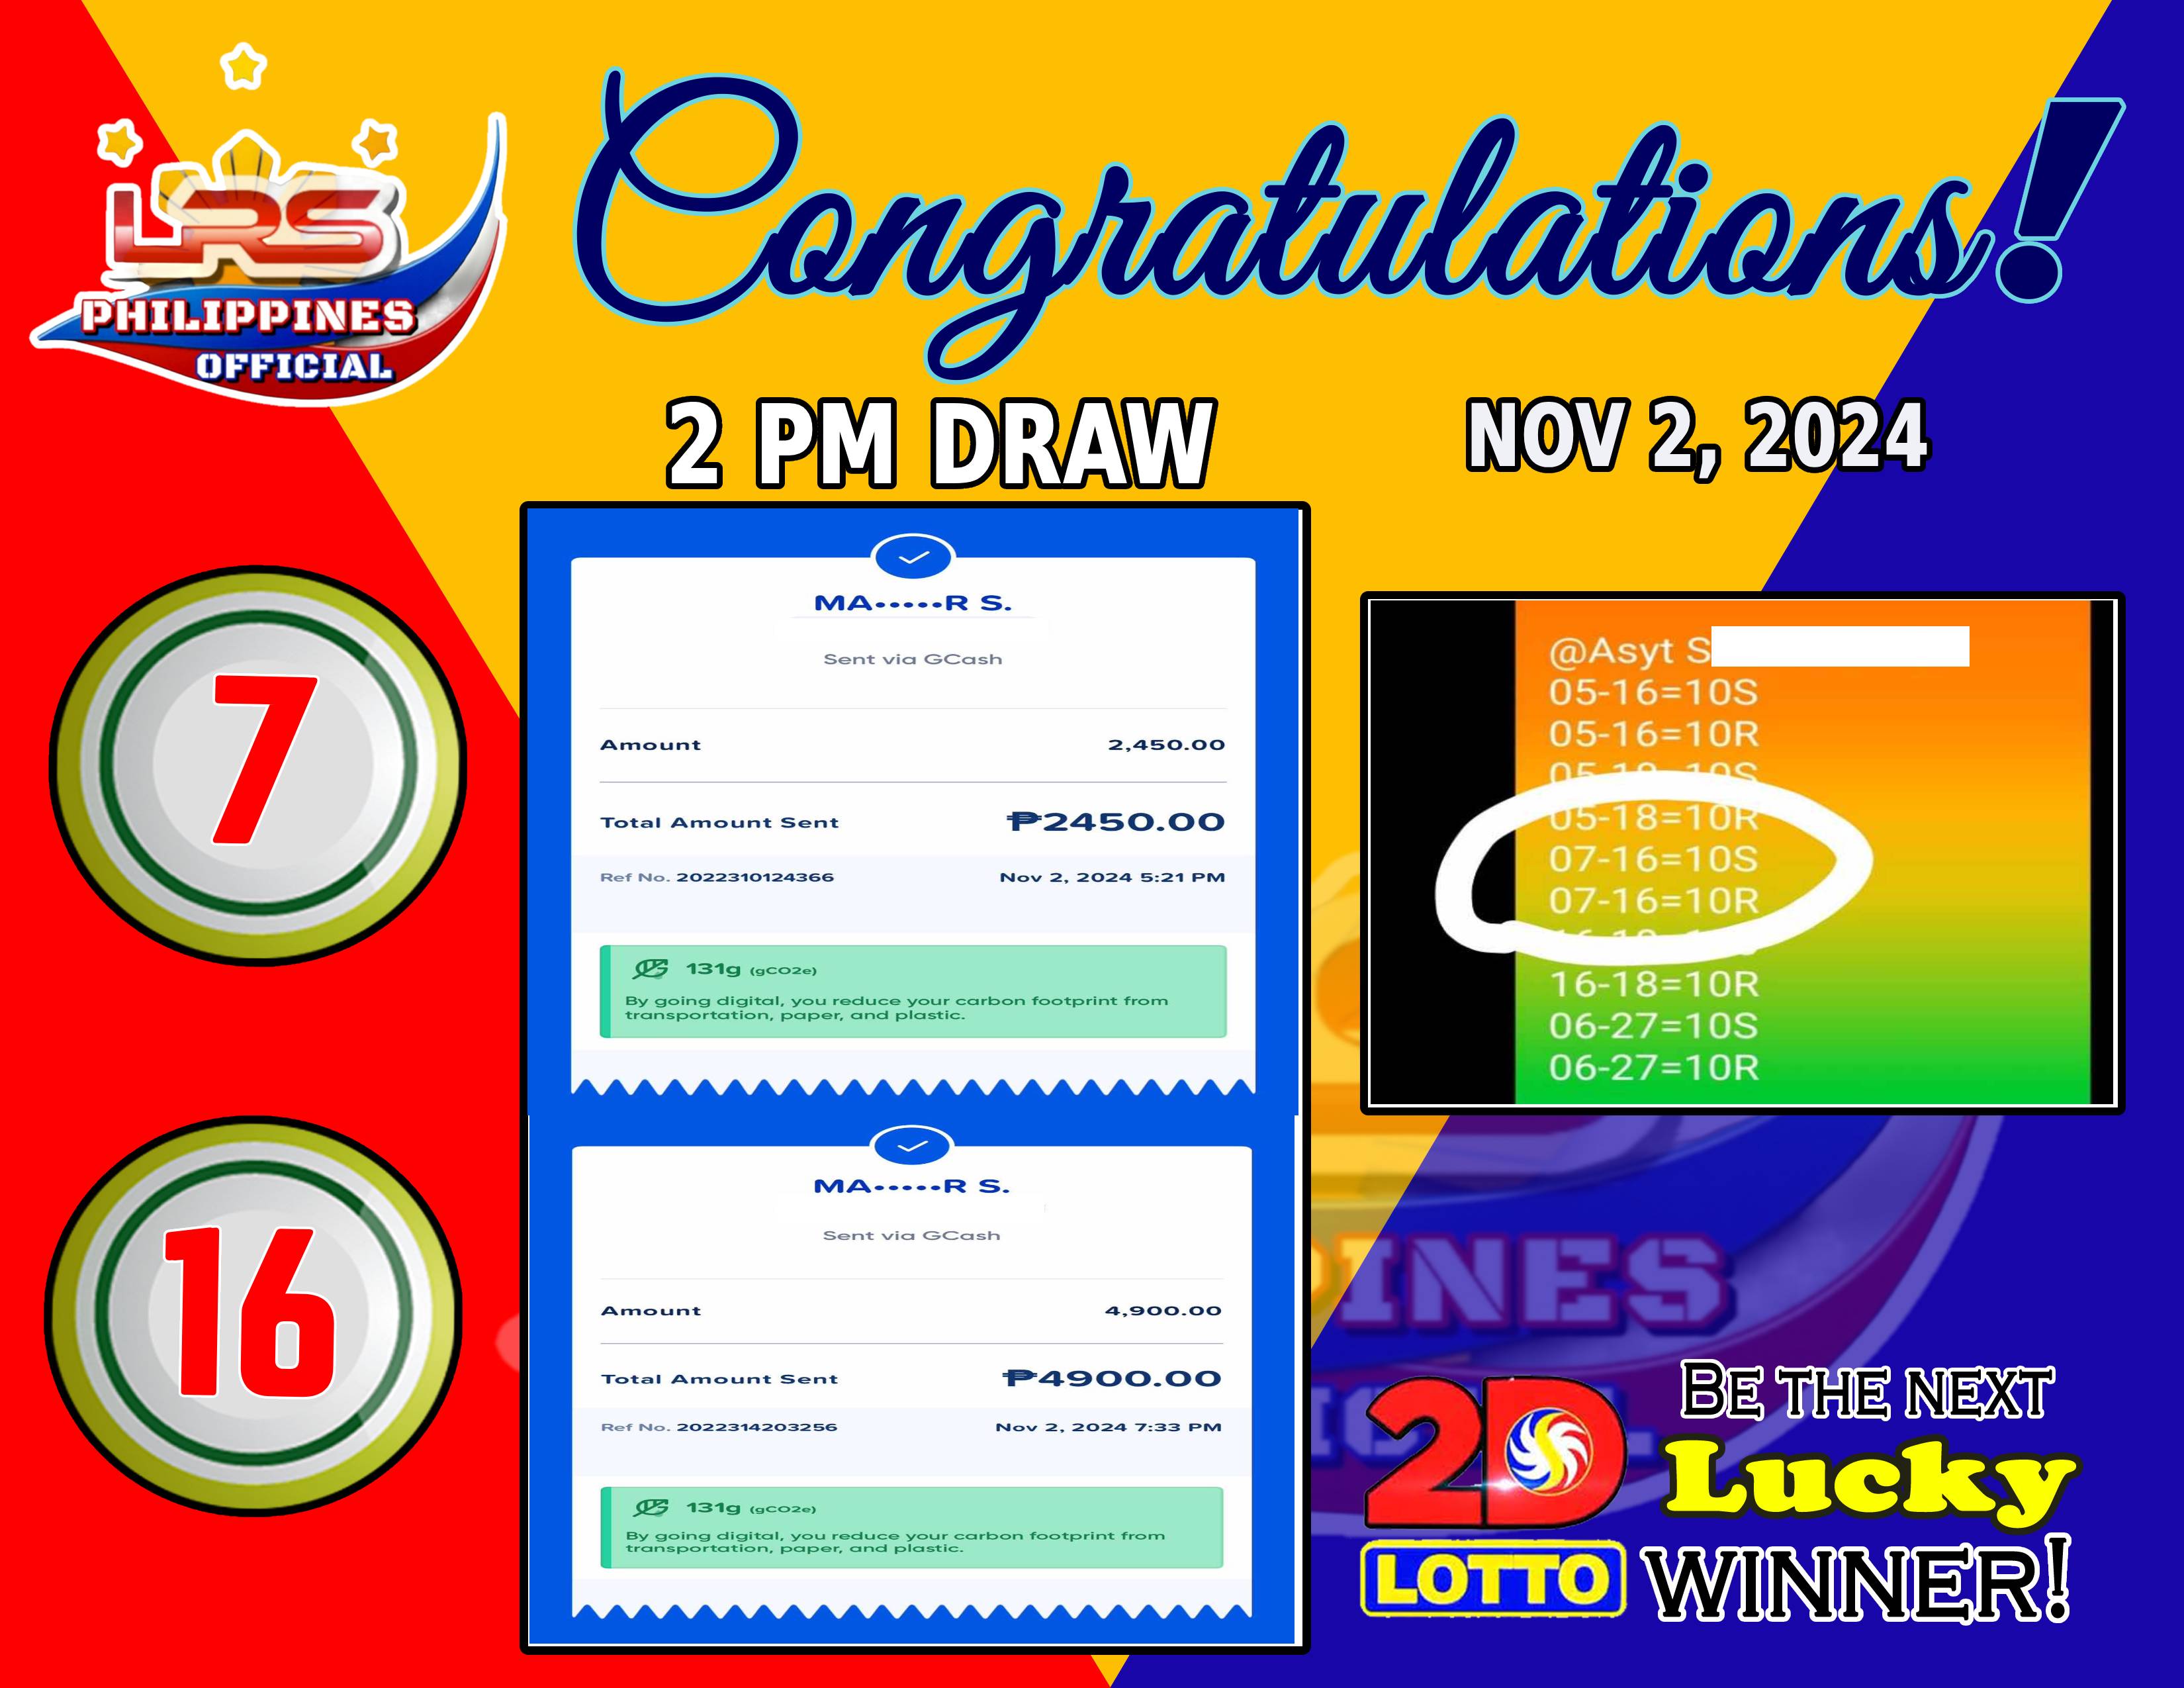 LRS
PHILIPPINES
OFFICIAL
Congratulations!
2 PM DRAW
NOV 2, 2024
7
16
MA•••••R S.
Sent via GCash
Amount 2,450.00
Total Amount Sent ₱2450.00
Ref No. 2022310124366 Nov 2, 2024 5:21 PM
131g (gCO2e)
By going digital, you reduce your carbon footprint from
transportation, paper, and plastic.
MA•••••R S.
Sent via GCash
Amount 4,900.00
Total Amount Sent ₱4900.00
Ref No. 2022314203256 Nov 2, 2024 7:33 PM
131g (gCO2e)
By going digital, you reduce your carbon footprint from
transportation, paper, and plastic.
@Asyt S
05-16=10S
05-16=10R
05-18=10S
05-18=10R
07-16=10S
07-16=10R
16-18=10R
06-27=10S
06-27=10R
PINES
2D
LOTTO
BE THE NEXT
Lucky
WINNER!